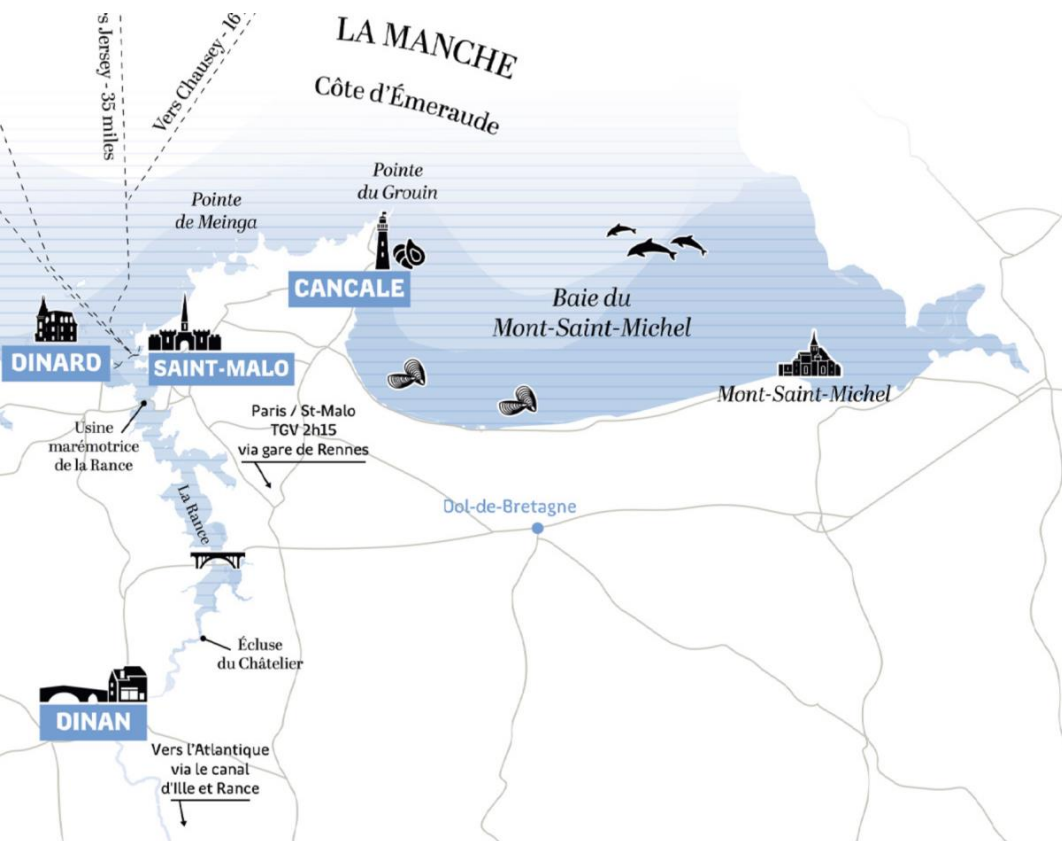 LA MANCHE
Côte d'Émeraude
s Jersey - 35 miles
Vers Chausey - 16
Pointe
du Grouin
Pointe
de Meinga
CANCALE
Baie du
Mont-Saint-Michel
DINARD
SAINT-MALO
Mont-Saint-Michel
Paris / St-Malo
TGV 2h15
via gare de Rennes
Usine
marémotrice
de la Rance
La Rance
Dol-de-Bretagne
Écluse
du Châtelier
DINAN
Vers l'Atlantique
via le canal
d'Ille et Rance